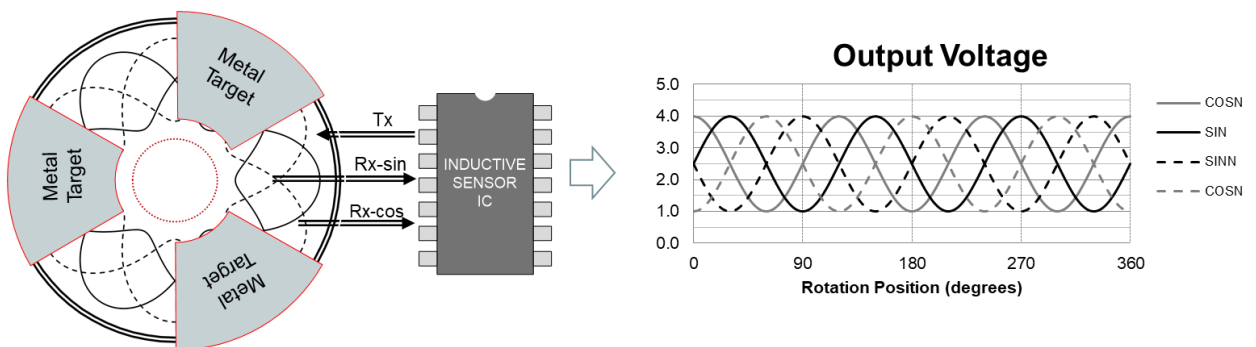 Metal
Target
Metal
Target
Metal
Target
Tx
Rx-sin
Rx-cos
INDUCTIVE
SENSOR
IC
Output Voltage
5.0
4.0
3.0
2.0
1.0
0.0
0
90
180
270
360
Rotation Position (degrees)
COSN
SIN
SINN
COSN